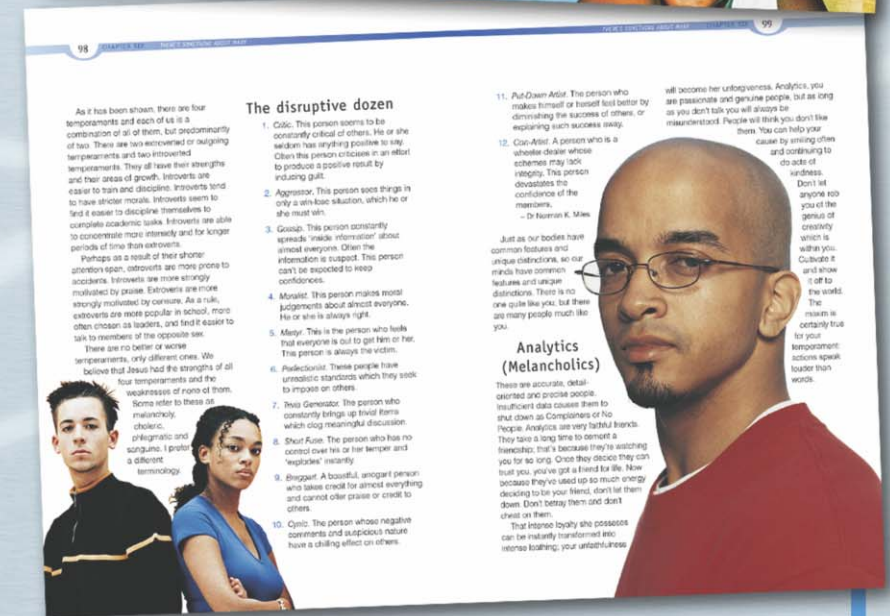 98
CHAPTER
THERE'S SOMETHING ABOUT MARY
As it has been shown, there are four
temperaments and each of us is a
combination of all of them, but predominantly
of two. There are two extroverted or outgoing
temperaments and two introverted
temperaments. They all have their strengths
and their areas of growth. Introverts are
easier to train and discipline. Introverts tend
to have stricter morals. Introverts seem to
find it easier to discipline themselves to
complete academic tasks. Introverts are able
to concentrate more intensely and for longer
periods of time than extroverts.
Perhaps as a result of their shorter
attention span, extroverts are more prone to
accidents. Introverts are more strongly
motivated by praise. Extroverts are more
strongly motivated by censure. As a rule,
extroverts are more popular in school, more
often chosen as leaders, and find it easier to
talk to members of the opposite sex.
There are no better or worse
temperaments, only different ones. We
believe that Jesus had the strengths of all
four temperaments and the
weaknesses of none of them.
Some refer to these as
melancholy,
choleric,
phlegmatic and
sanguine. I prefer
a different
terminology.
The disruptive dozen
1. Critic. This person seems to be
constantly critical of others. He or she
seldom has anything positive to say.
Often this person criticises in an effort
to produce a positive result by
inducing guilt.
2. Aggressor. This person sees things in
only a win-lose situation, which he or
she must win.
3. Gossip. This person constantly
spreads 'inside information' about
almost everyone. Often the
information is suspect. This person
can't be expected to keep
confidences.
4. Moralist. This person makes moral
judgements about almost everyone.
He or she is always right.
5. Martyr. This is the person who feels
that everyone is out to get him or her.
This person is always the victim.
6. Perfectionist. These people have
unrealistic standards which they seek
to impose on others.
7. Trivia Generator. The person who
constantly brings up trivial items
which clog meaningful discussion.
8. Short Fuse. The person who has no
control over his or her temper and
'explodes' instantly.
9. Braggart. A boastful, arrogant person
who takes credit for almost everything
and cannot offer praise or credit to
others.
10. Cynic. The person whose negative
comments and suspicious nature
have a chilling effect on others.
THERE'S SOMETHING ABOUT MARY
CHAPTER
99
11. Put-Down Artist. The person who
makes himself or herself feel better by
diminishing the success of others, or
explaining such success away.
12. Con-Artist. A person who is a
wheeler dealer whose
schemes may lack
integrity. This person
devastates the
confidence of the
members.
– Dr Norman K. Miles
Just as our bodies have
common features and
unique distinctions, so our
minds have common
features and unique
distinctions. There is no
one quite like you, but there
are many people much like
you.
Analytics
(Melancholics)
These are accurate, detail-
oriented and precise people.
Insufficient data causes them to
shut down as Complainers or No
People. Analytics are very faithful friends.
They take a long time to cement a
friendship; that's because they're watching
you for so long. Once they decide they can
trust you, you've got a friend for life. Now
because they've used up so much energy
deciding to be your friend, don't let them
down. Don't betray them and don't
cheat on them.
That intense loyalty she possesses
can be instantly transformed into
intense loathing; your unfaithfulness
will become her unforgiveness. Analytics, you
are passionate and genuine people, but as long
as you don't talk you will always be
misunderstood. People will think you don't like
them. You can help your
cause by smiling often
and continuing to
do acts of
kindness.
Don't let
anyone rob
you of the
genius of
creativity
which is
within you.
Cultivate it
and show
it off to
the world.
The
maxim is
certainly true
for your
temperament:
actions speak
louder than
words.